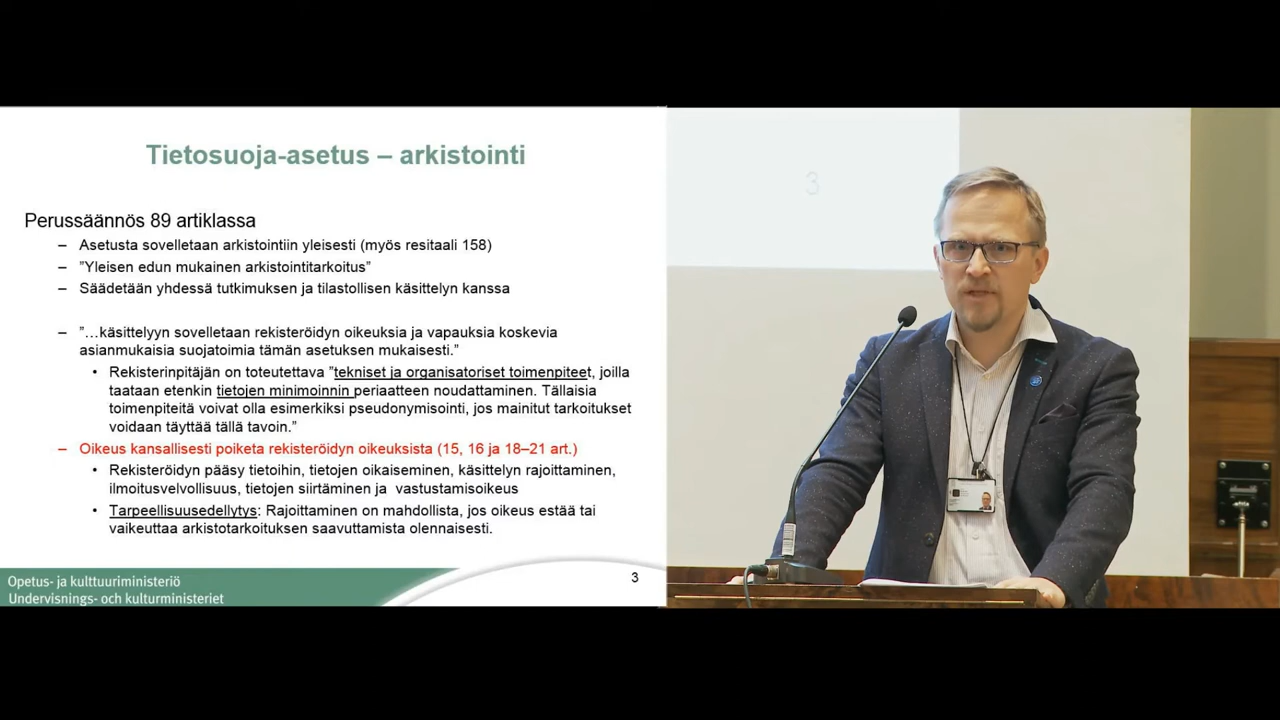 Tietosuoja-asetus – arkistointi
Perussäännös 89 artiklassa
– Asetusta sovelletaan arkistointiin yleisesti (myös resitaali 158)
– ”Yleisen edun mukainen arkistointitarkoitus”
– Säädetään yhdessä tutkimuksen ja tilastollisen käsittelyn kanssa
– ”…käsittelyyn sovelletaan rekisteröidyn oikeuksia ja vapauksia koskevia
asianmukaisia suojatoimia tämän asetuksen mukaisesti.”
• Rekisterinpitäjän on toteutettava ”tekniset ja organisatoriset toimenpiteet, joilla
taataan etenkin tietojen minimoinnin periaatteen noudattaminen. Tällaisia
toimenpiteitä voivat olla esimerkiksi pseudonymisointi, jos mainitut tarkoitukset
voidaan täyttää tällä tavoin.”
– Oikeus kansallisesti poiketa rekisteröidyn oikeuksista (15, 16 ja 18–21 art.)
• Rekisteröidyn pääsy tietoihin, tietojen oikaiseminen, käsittelyn rajoittaminen,
ilmoitusvelvollisuus, tietojen siirtäminen ja vastustamisoikeus
• Tarpeellisuusedellytys: Rajoittaminen on mahdollista, jos oikeus estää tai
vaikeuttaa arkistotarkoituksen saavuttamista olennaisesti.
Opetus- ja kulttuuriministeriö
Undervisnings- och kulturministeriet
3
3